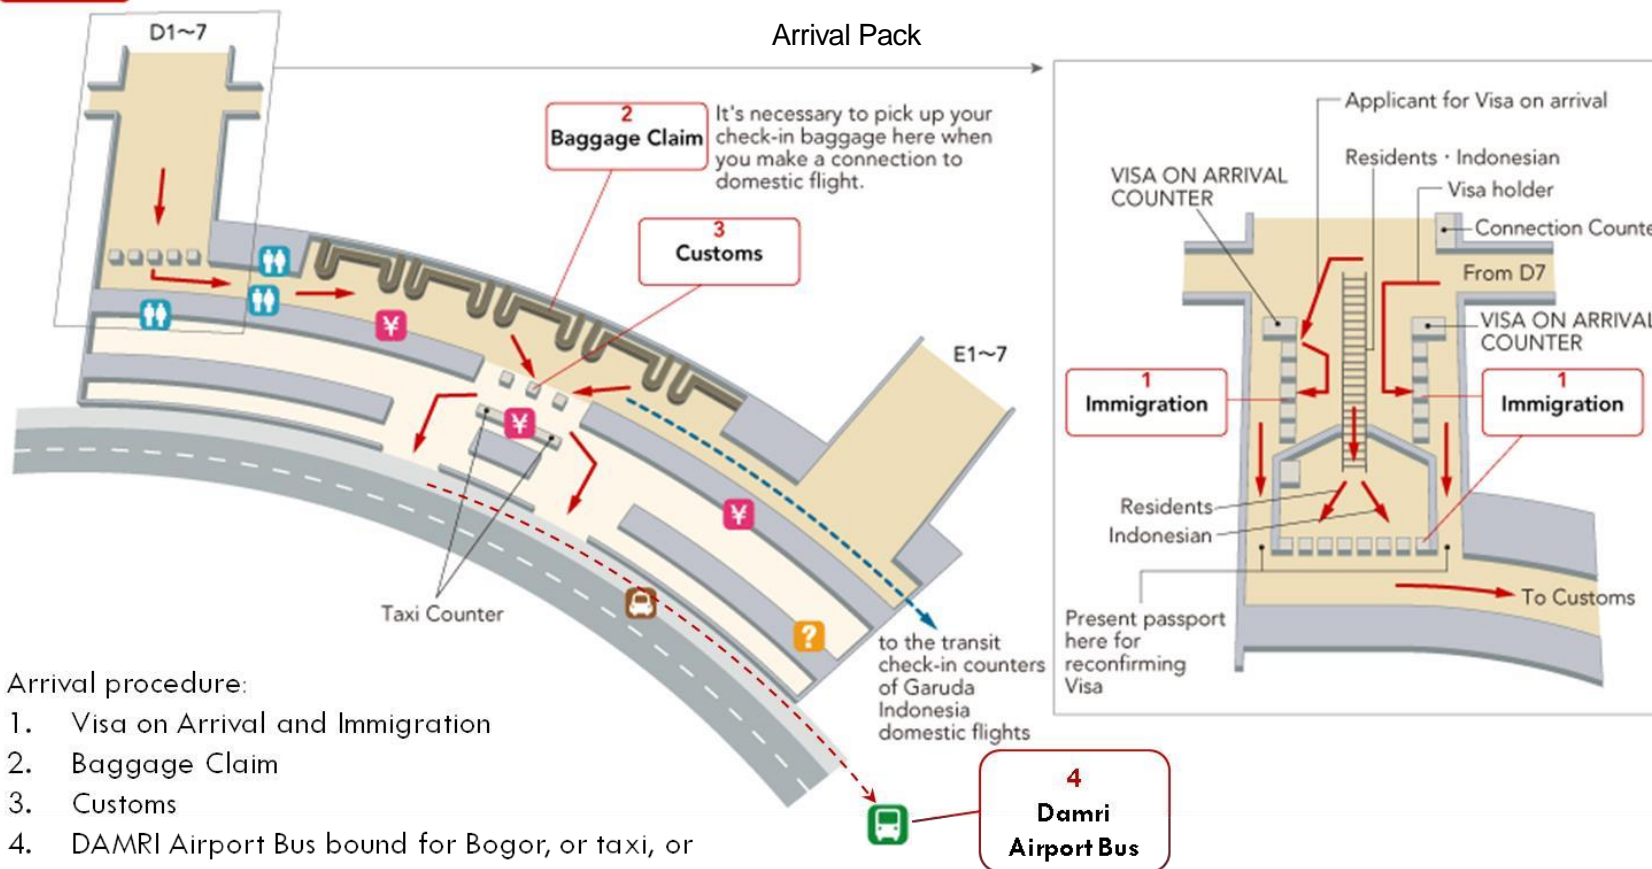 Arrival Pack
D1～7
2
Baggage Claim
It's necessary to pick up your
check-in baggage here when
you make a connection to
domestic flight.
3
Customs
E1～7
¥
¥
¥
?
Taxi Counter
to the transit
check-in counters
of Garuda
Indonesia
domestic flights
Applicant for Visa on arrival
Residents・Indonesian
VISA ON ARRIVAL
COUNTER
Visa holder
Connection Counte
From D7
VISA ON ARRIVAL
COUNTER
1
Immigration
1
Immigration
Residents
Indonesian
To Customs
Present passport
here for
reconfirming
Visa
Arrival procedure:
1. Visa on Arrival and Immigration
2. Baggage Claim
3. Customs
4. DAMRI Airport Bus bound for Bogor, or taxi, or
4
Damri
Airport Bus